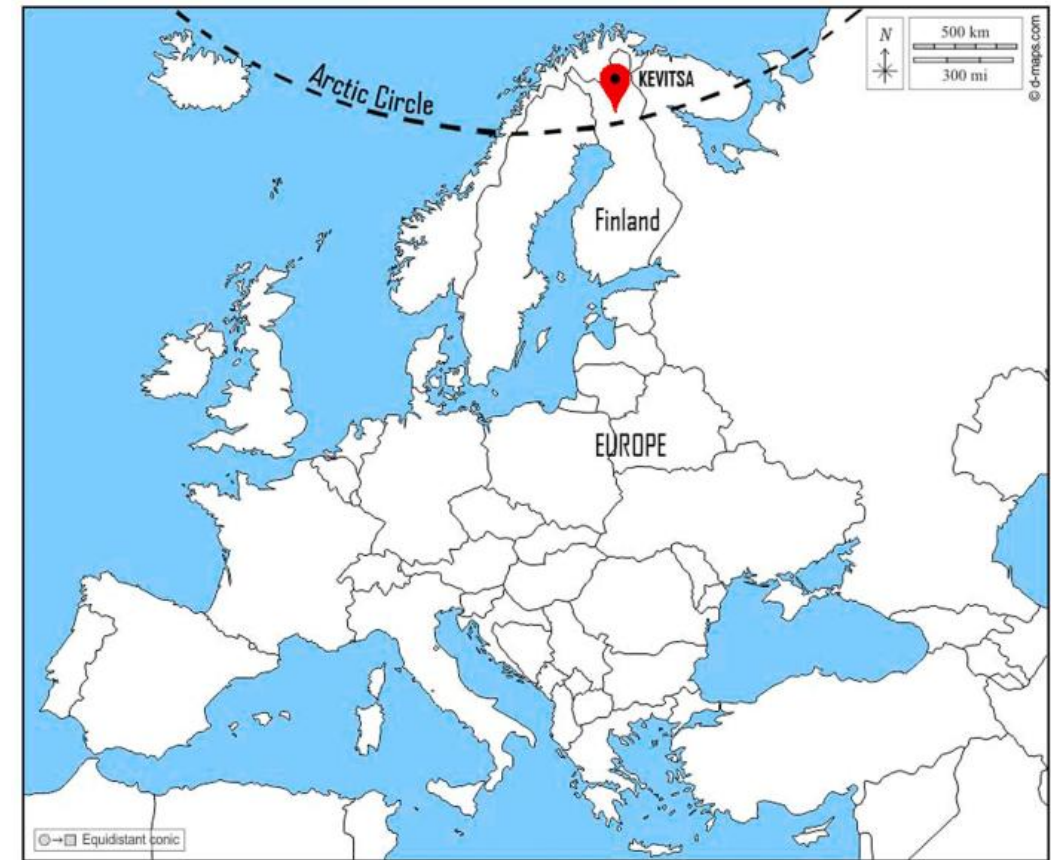 N
500 km
300 mi
© d-maps.com
Arctic Circle
KEVITSA
Finland
EUROPE
Equidistant conic